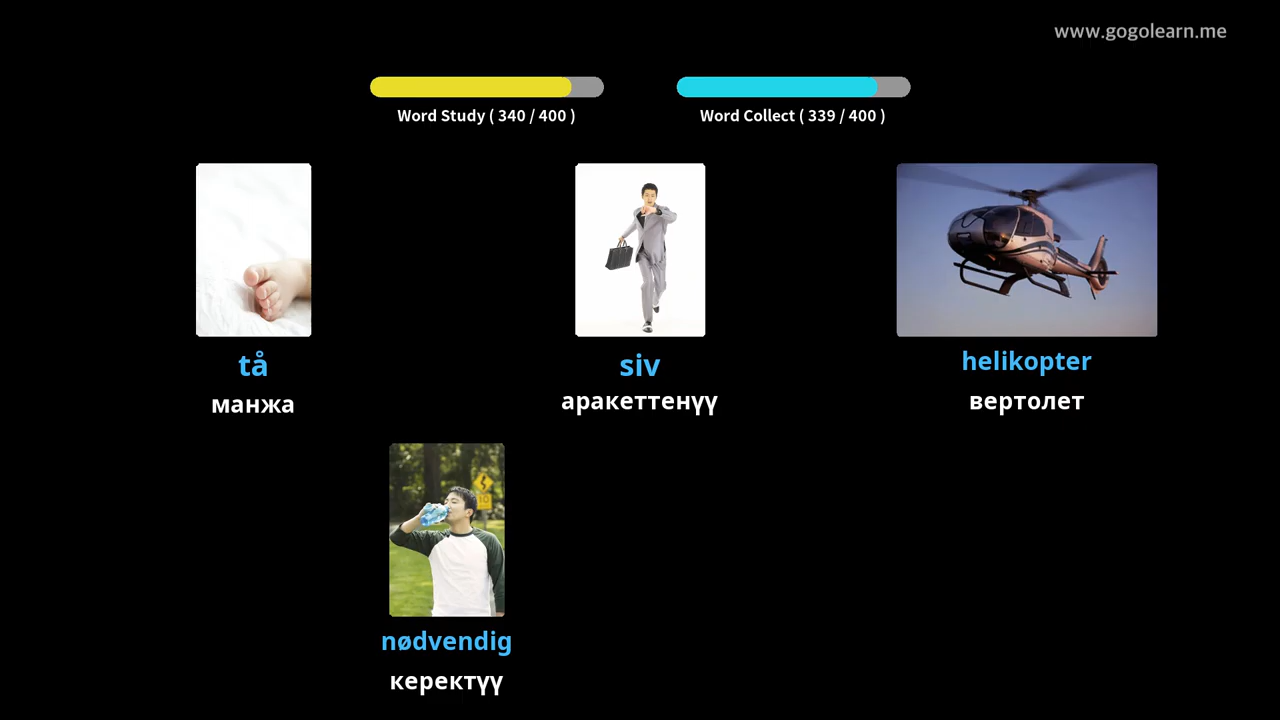 www.gogolearn.me
Word Study ( 340 / 400 )
Word Collect ( 339 / 400 )
tå
манжа
siv
аракеттенүү
helikopter
вертолет
nødvendig
керектүү